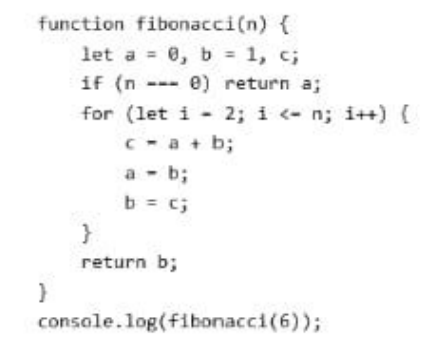 function fibonacci(n) {
    let a = 0, b = 1, c;
    if (n === 0) return a;
    for (let i = 2; i <= n; i++) {
        c = a + b;
        a = b;
        b = c;
    }
    return b;
}
console.log(fibonacci(6));